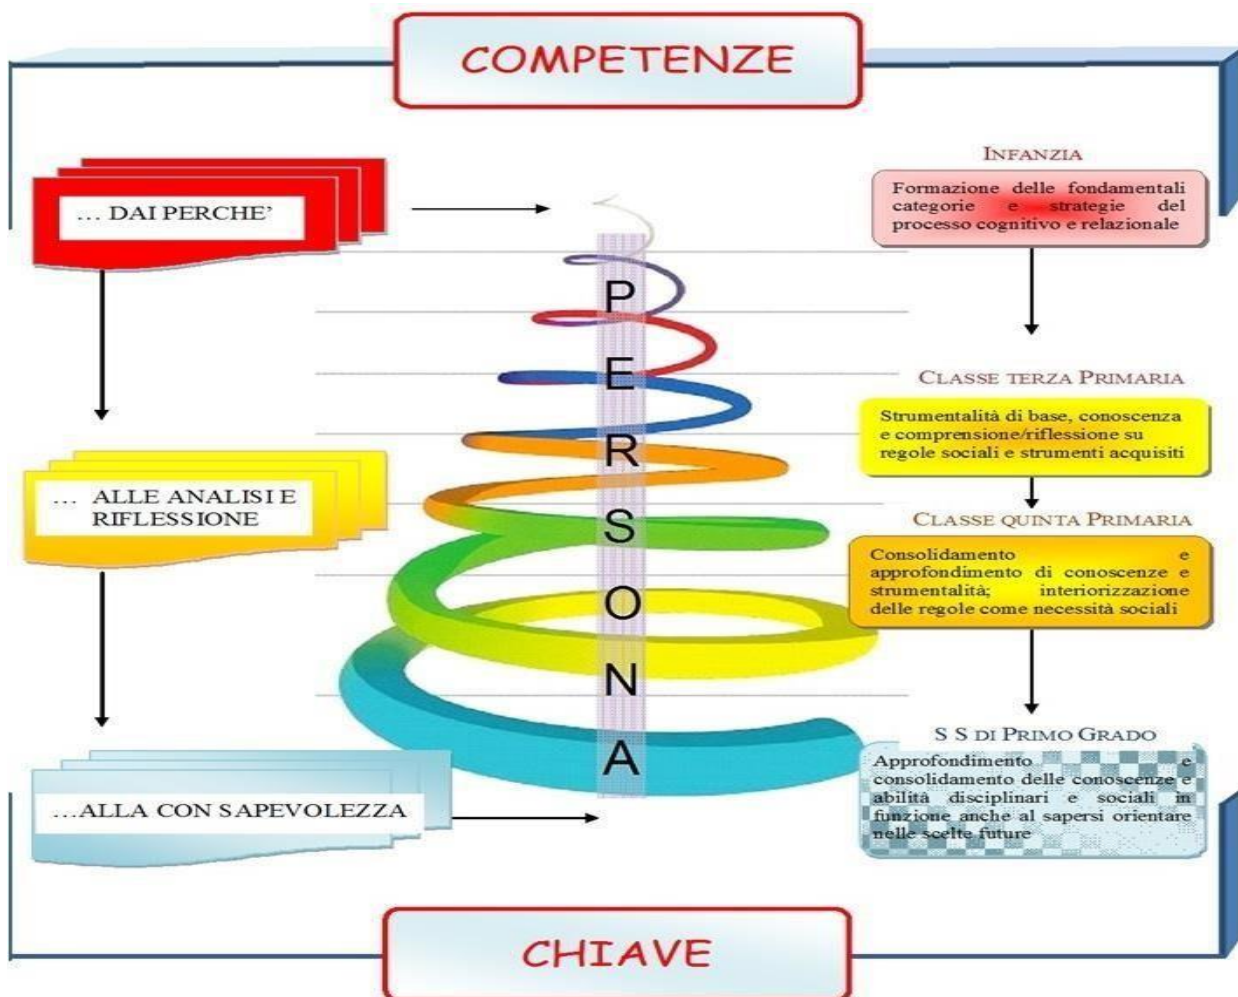 COMPETENZE
... DAI PERCHE'
... ALLE ANALISI E
RIFLESSIONE
...ALLA CON SAPEVOLEZZA
P
E
R
S
O
N
A
INFANZIA
Formazione delle fondamentali
categorie e strategie del
processo cognitivo e relazionale
CLASSE TERZA PRIMARIA
Strumentalità di base, conoscenza
e comprensione/riflessione su
regole sociali e strumenti acquisiti
CLASSE QUINTA PRIMARIA
Consolidamento e
approfondimento di conoscenze e
strumentalità; interiorizzazione
delle regole come necessità sociali
S S DI PRIMO GRADO
Approfondimento e
consolidamento delle conoscenze e
abilità disciplinari e sociali in
funzione anche al sapersi orientare
nelle scelte future
CHIAVE